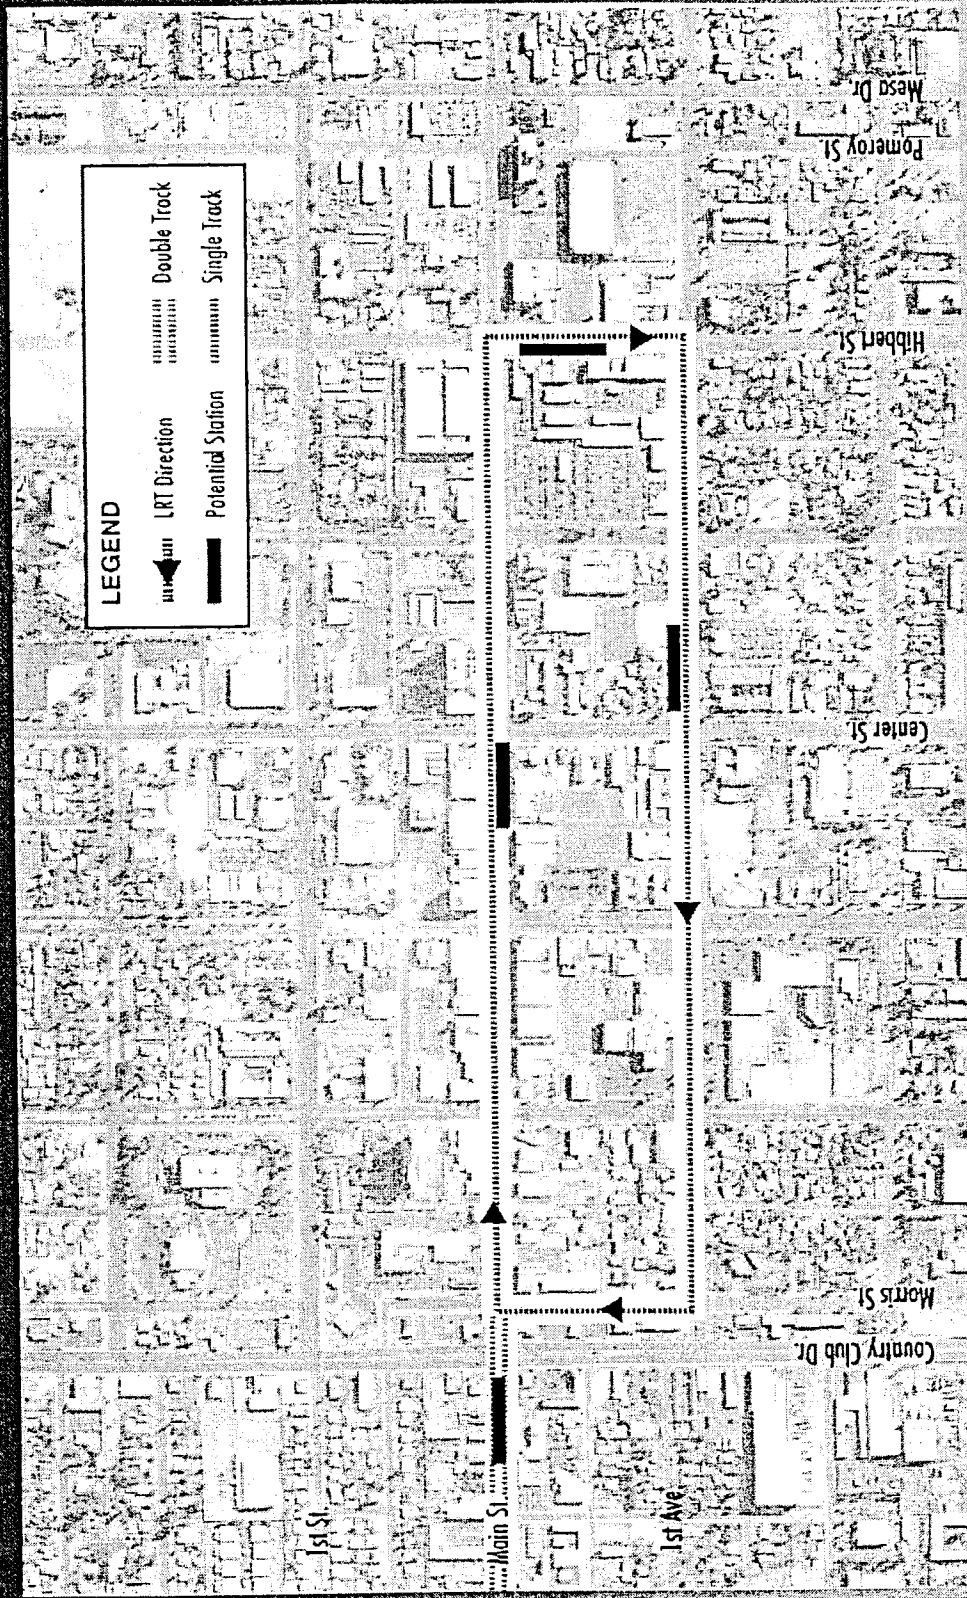 LEGEND
LRT Direction
Double Track
Potential Station
Single Track
1st St.
Main St.
1st Ave.
Country Club Dr.
Morris St.
Center St.
Hibbert St.
Pomeroy St.
Mesa Dr